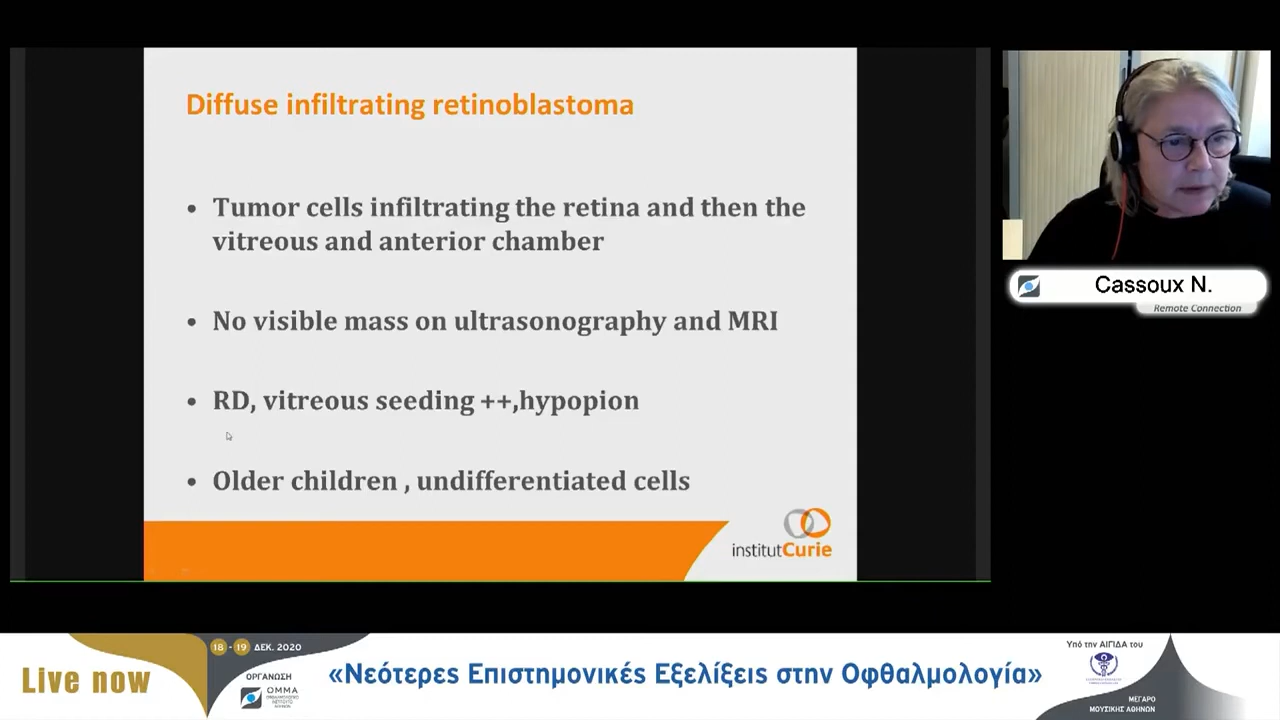 Diffuse infiltrating retinoblastoma
• Tumor cells infiltrating the retina and then the
vitreous and anterior chamber
• No visible mass on ultrasonography and MRI
• RD, vitreous seeding ++,hypopion
• Older children , undifferentiated cells
institutCurie
Cassoux N.
Remote Connection
Live now
18 - 19 ΔΕΚ. 2020
ΟΡΓΑΝΩΣΗ
ΟΜΜΑ
«Νεότερες Επιστημονικές Εξελίξεις στην Οφθαλμολογία»
Υπό την ΑΙΓΙΔΑ του
ΜΕΓΑΡΟ
ΜΟΥΣΙΚΗΣ ΑΘΗΝΩΝ